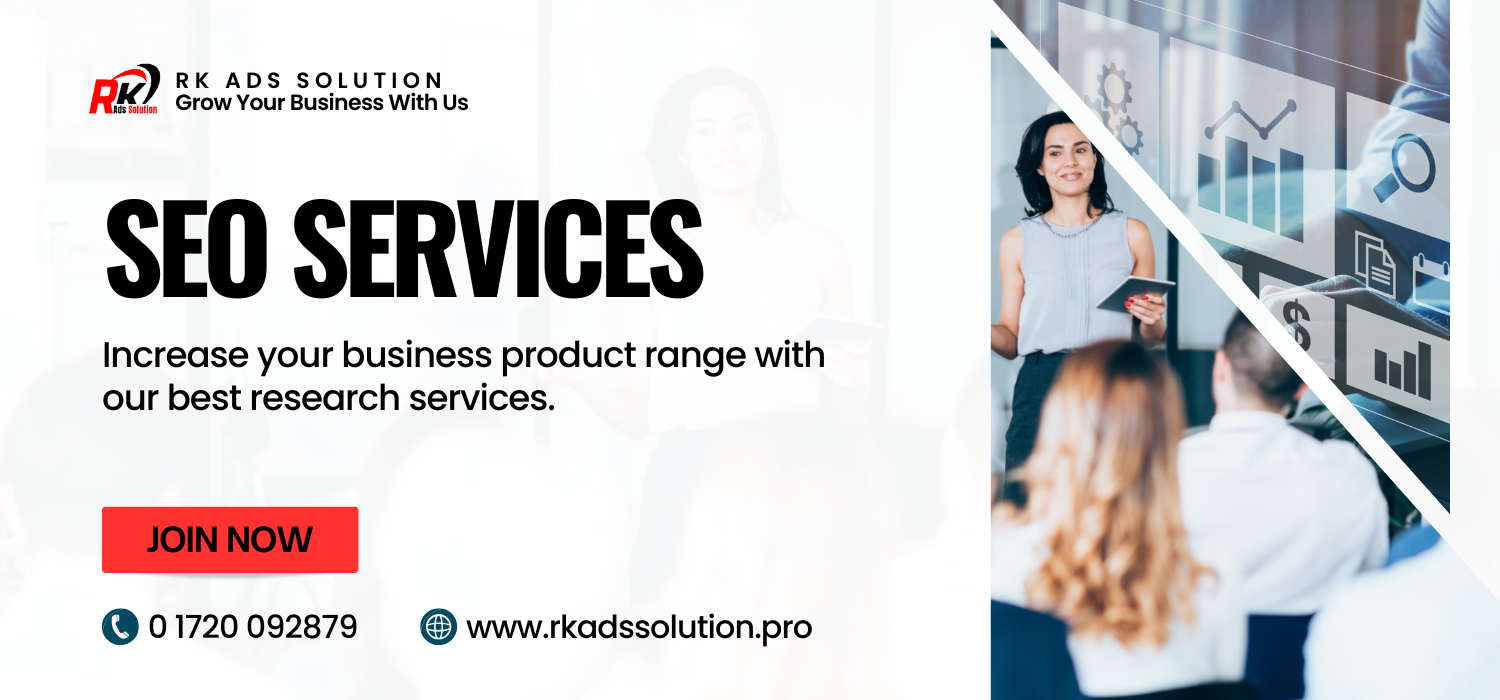 RK
Ads Solution
RK ADS SOLUTION
Grow Your Business With Us
SEO SERVICES
Increase your business product range with
our best research services.
JOIN NOW
0 1720 092879
www.rkadssolution.pro
$